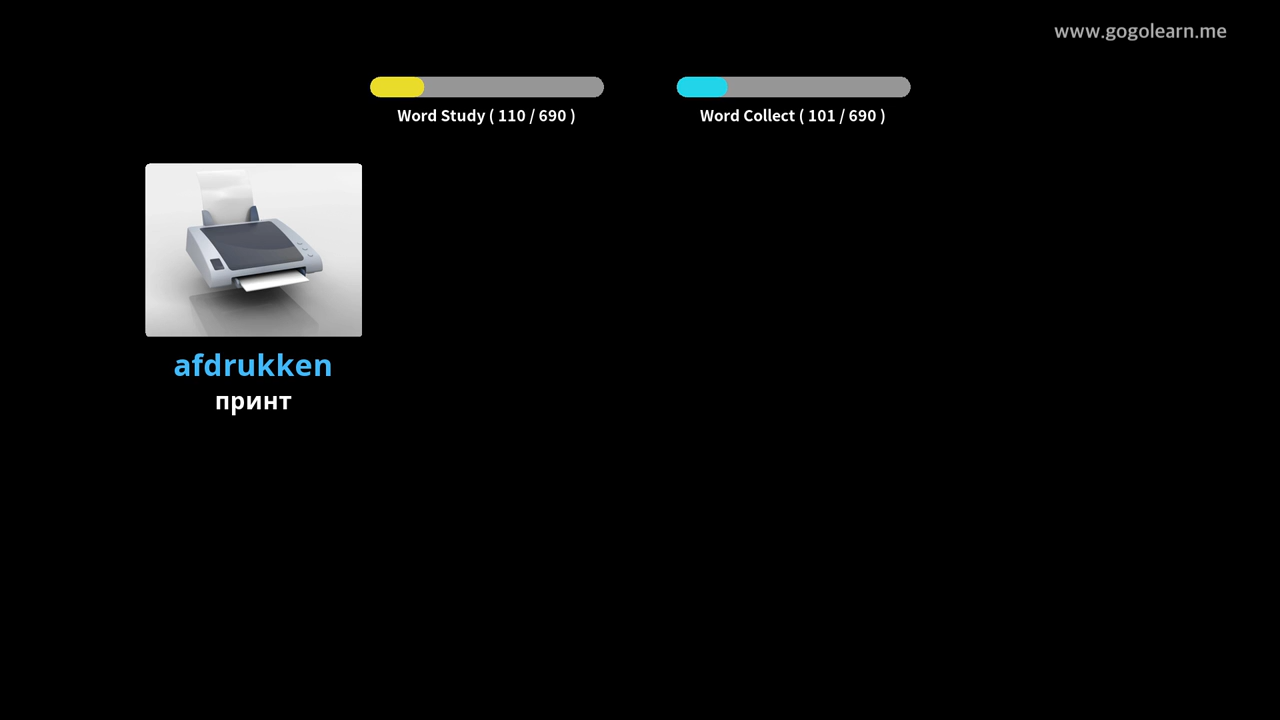 www.gogolearn.me
Word Study ( 110 / 690 )
Word Collect ( 101 / 690 )
afdrukken
принт